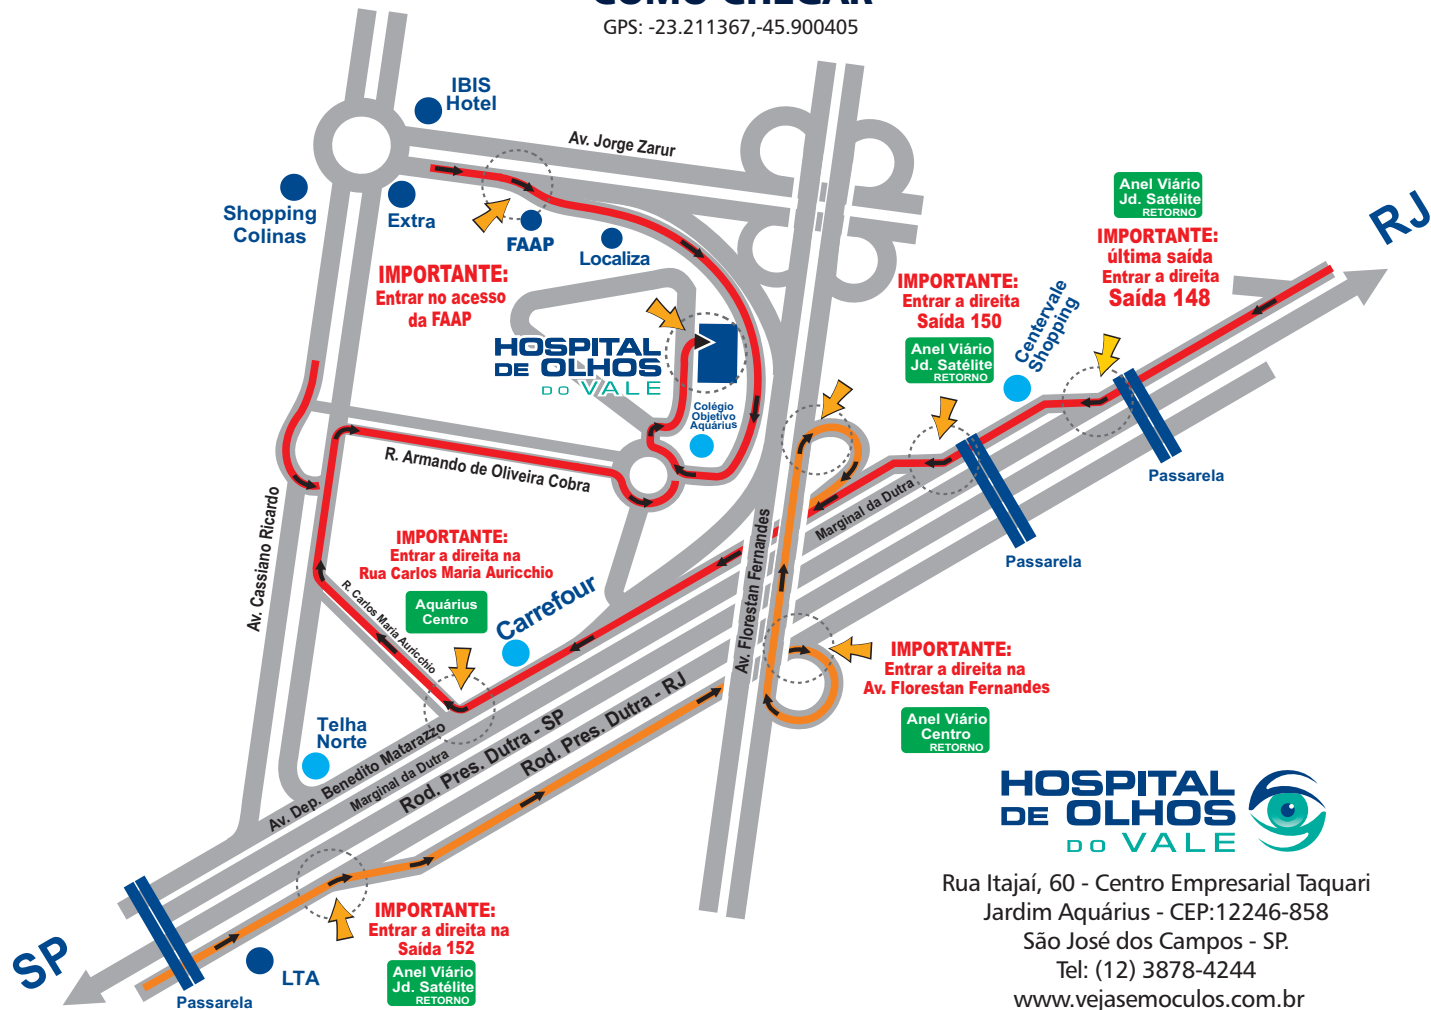 COMO CHEGAR
GPS: -23.211367,-45.900405
IBIS
Hotel
Av. Jorge Zarur
Shopping
Colinas
Extra
FAAP
Localiza
IMPORTANTE:
Entrar no acesso
da FAAP
HOSPITAL
DE OLHOS
DO VALE
Colégio
Objetivo
Aquárius
Anel Viário
Jd. Satélite
RETORNO
IMPORTANTE:
última saída
Entrar a direita
Saída 148
RJ
IMPORTANTE:
Entrar a direita
Saída 150
Anel Viário
Jd. Satélite
RETORNO
Centervale
Shopping
Passarela
Passarela
Marginal da Dutra
R. Armando de Oliveira Cobra
Av. Cassiano Ricardo
IMPORTANTE:
Entrar a direita na
Rua Carlos Maria Auricchio
Aquárius
Centro
R. Carlos Maria Auricchio
Carrefour
Av. Florestan Fernandes
IMPORTANTE:
Entrar a direita na
Av. Florestan Fernandes
Anel Viário
Centro
RETORNO
Telha
Norte
Av. Dep. Benedito Matarazzo
Marginal da Dutra
Rod. Pres. Dutra - SP
Rod. Pres. Dutra - RJ
SP
Passarela
LTA
IMPORTANTE:
Entrar a direita na
Saída 152
Anel Viário
Jd. Satélite
RETORNO
HOSPITAL
DE OLHOS
DO VALE
Rua Itajaí, 60 - Centro Empresarial Taquari
Jardim Aquárius - CEP:12246-858
São José dos Campos - SP.
Tel: (12) 3878-4244
www.vejasemoculos.com.br